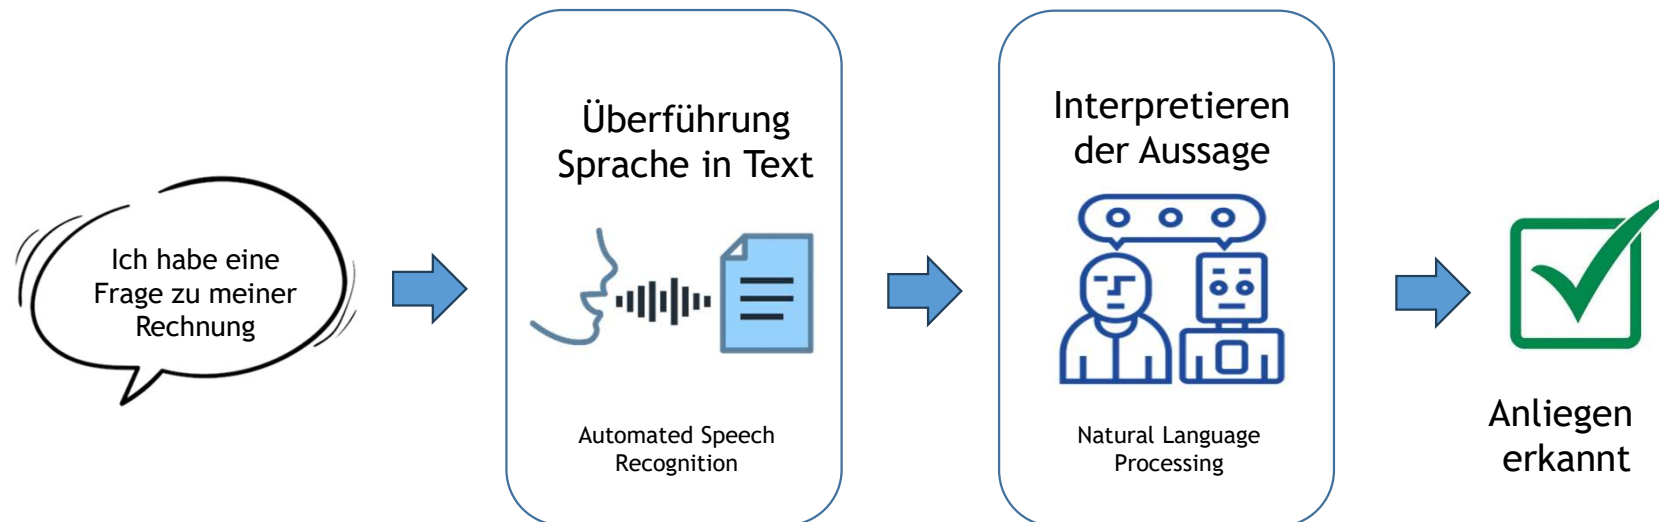 Ich habe eine
Frage zu meiner
Rechnung
Überführung
Sprache in Text
Automated Speech
Recognition
Interpretieren
der Aussage
Natural Language
Processing
Anliegen
erkannt